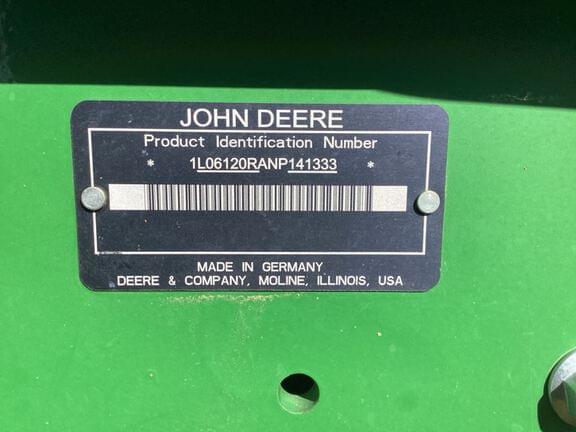 JOHN DEERE
Product Identification Number
* 1L06120RANP141333 *
MADE IN GERMANY
DEERE & COMPANY, MOLINE, ILLINOIS, USA